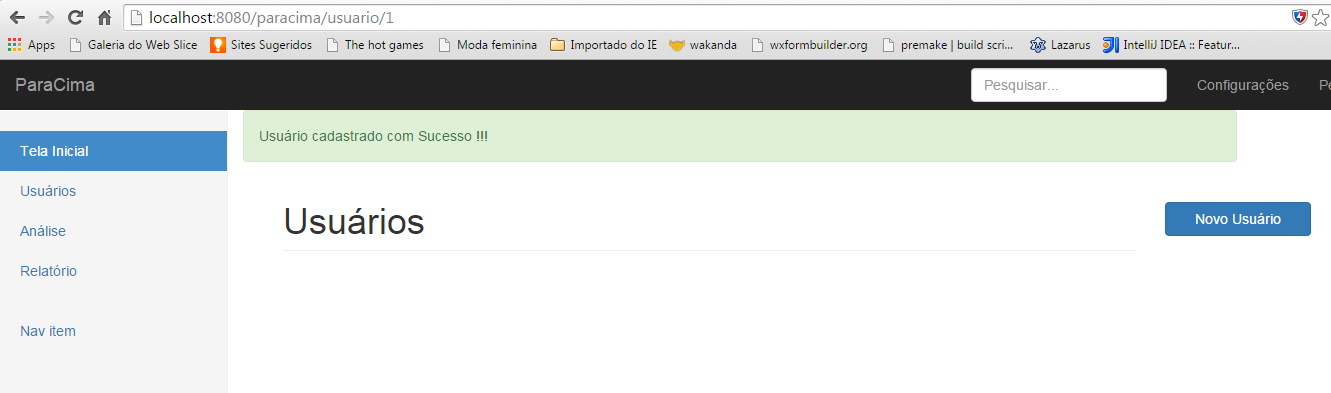 localhost:8080/paracima/usuario/1
Apps Galeria do Web Slice Sites Sugeridos The hot games Moda feminina Importado do IE wakanda wxformbuilder.org premake | build scri... Lazarus IntelliJ IDEA :: Featur...
ParaCima Pesquisar... Configurações Pe
Usuário cadastrado com Sucesso !!!
Tela Inicial
Usuários
Análise
Relatório
Nav item
Usuários
Novo Usuário